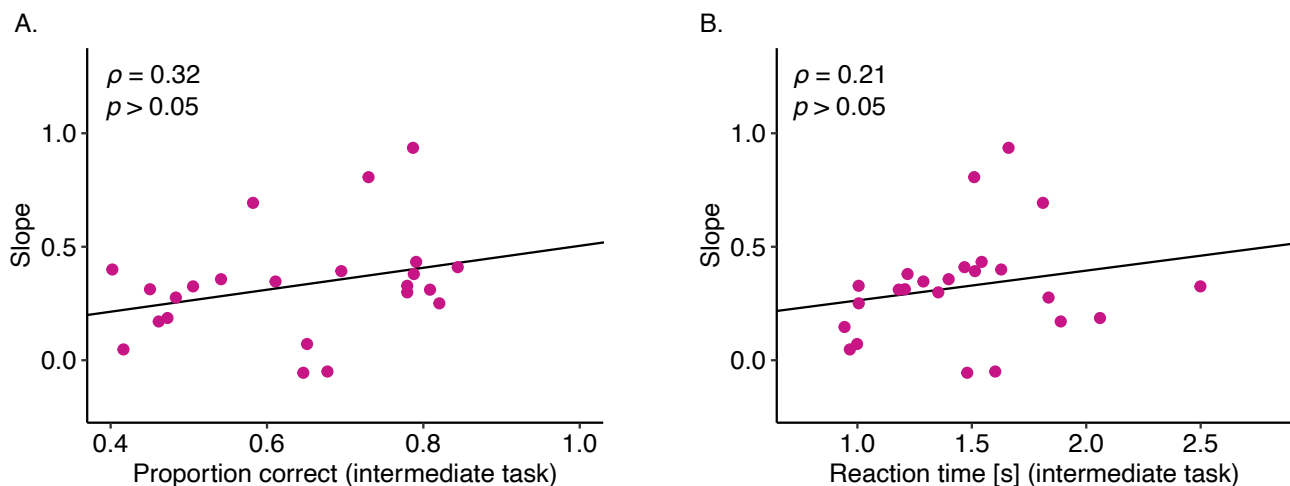 A.
ρ = 0.32
p > 0.05
1.0
0.5
0.0
Slope
0.4 0.6 0.8 1.0
Proportion correct (intermediate task)
B.
ρ = 0.21
p > 0.05
1.0
0.5
0.0
Slope
1.0 1.5 2.0 2.5
Reaction time [s] (intermediate task)